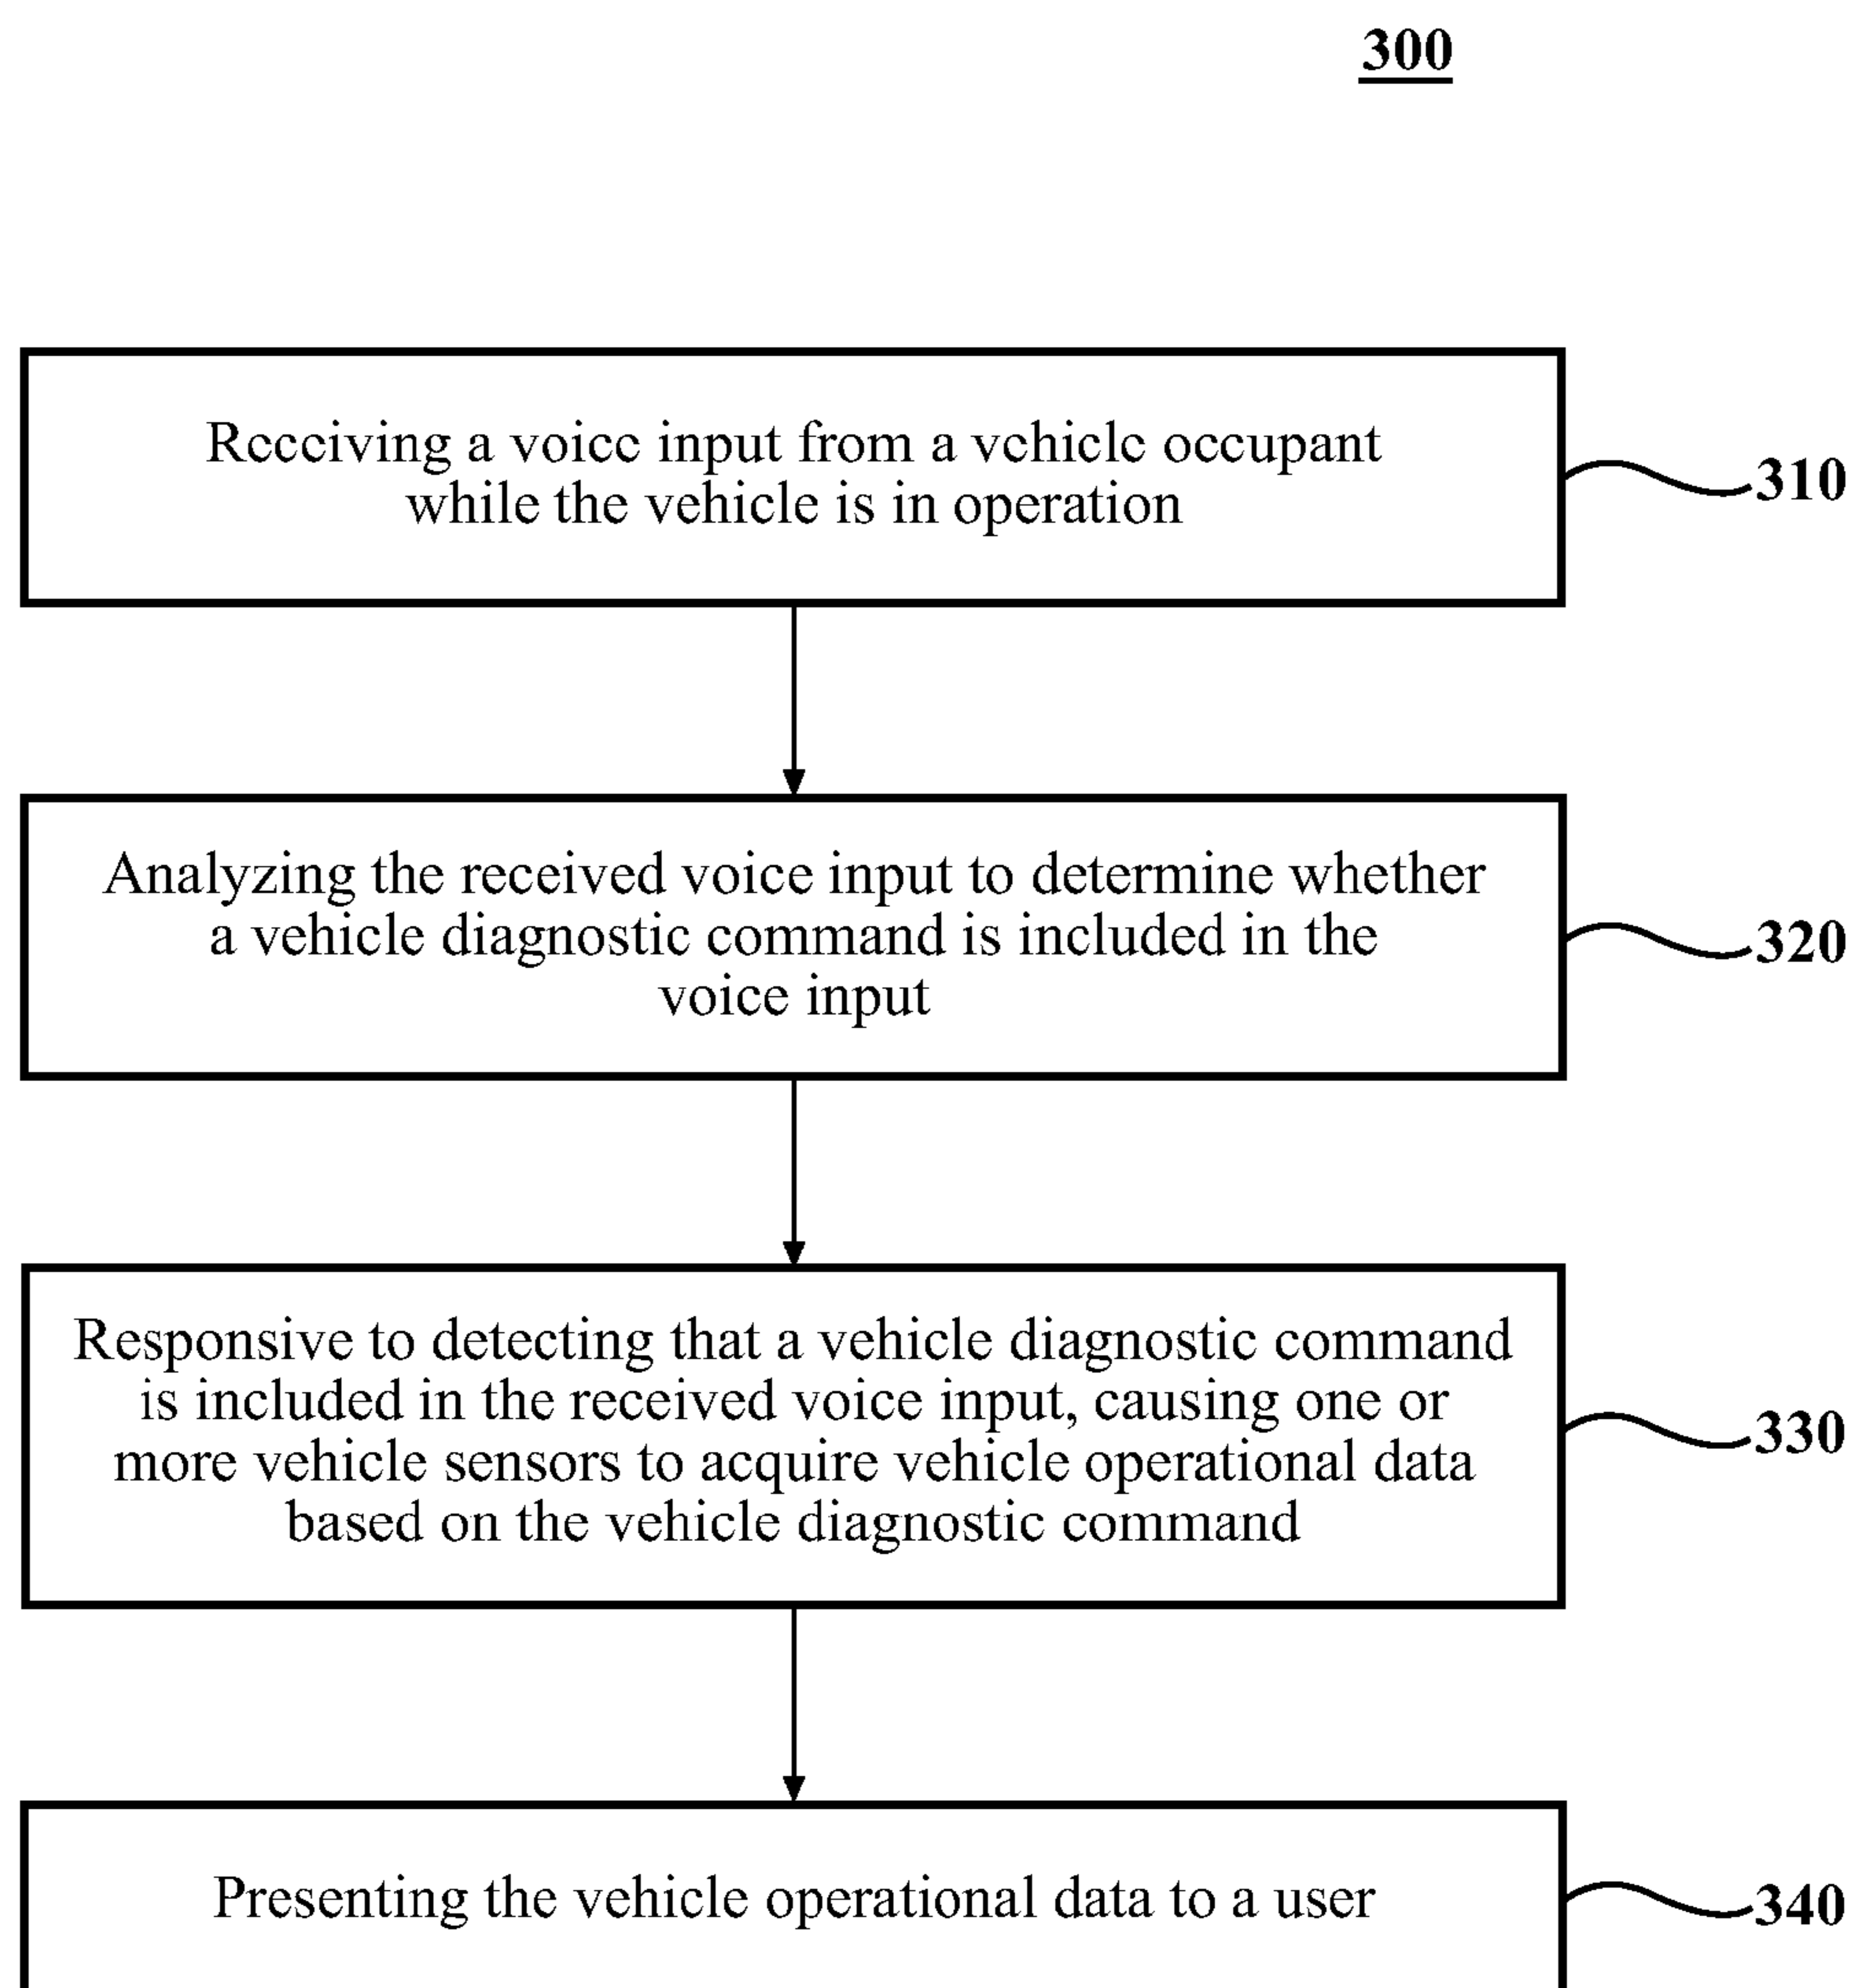 300
Receiving a voice input from a vehicle occupant
while the vehicle is in operation
310
Analyzing the received voice input to determine whether
a vehicle diagnostic command is included in the
voice input
320
Responsive to detecting that a vehicle diagnostic command
is included in the received voice input, causing one or
more vehicle sensors to acquire vehicle operational data
based on the vehicle diagnostic command
330
Presenting the vehicle operational data to a user
340